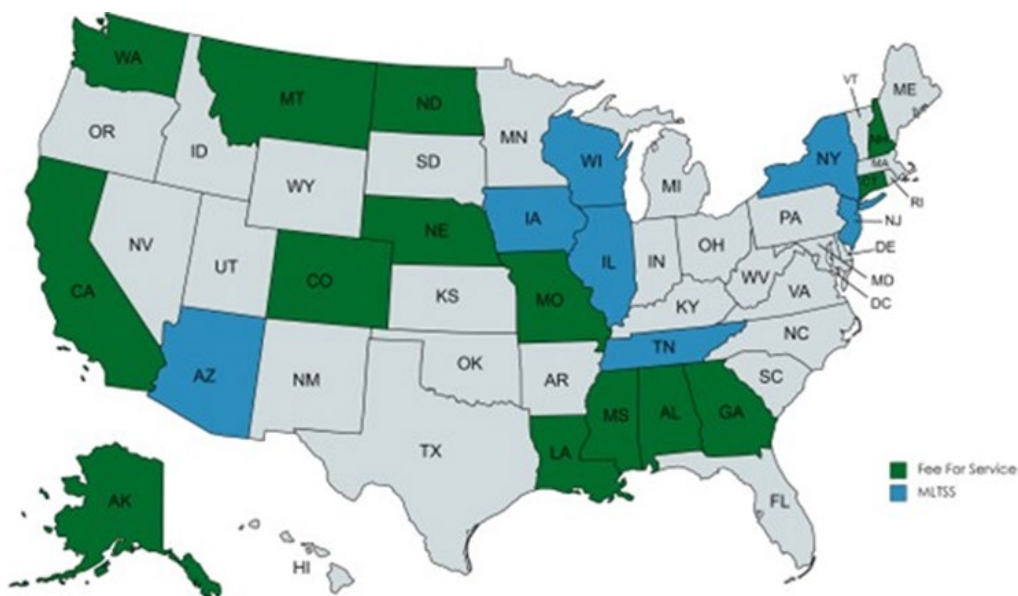 WA
MT
ND
MN
VT
ME
OR
ID
SD
WI
NY
NH
MA
WY
MI
CT
RI
IA
PA
NJ
NE
NV
UT
IL
IN
OH
DE
CO
WV
MD
CA
KS
MO
VA
DC
KY
NC
AZ
NM
OK
TN
AR
SC
MS
AL
GA
TX
LA
Fee For Service
MLTSS
AK
FL
HI